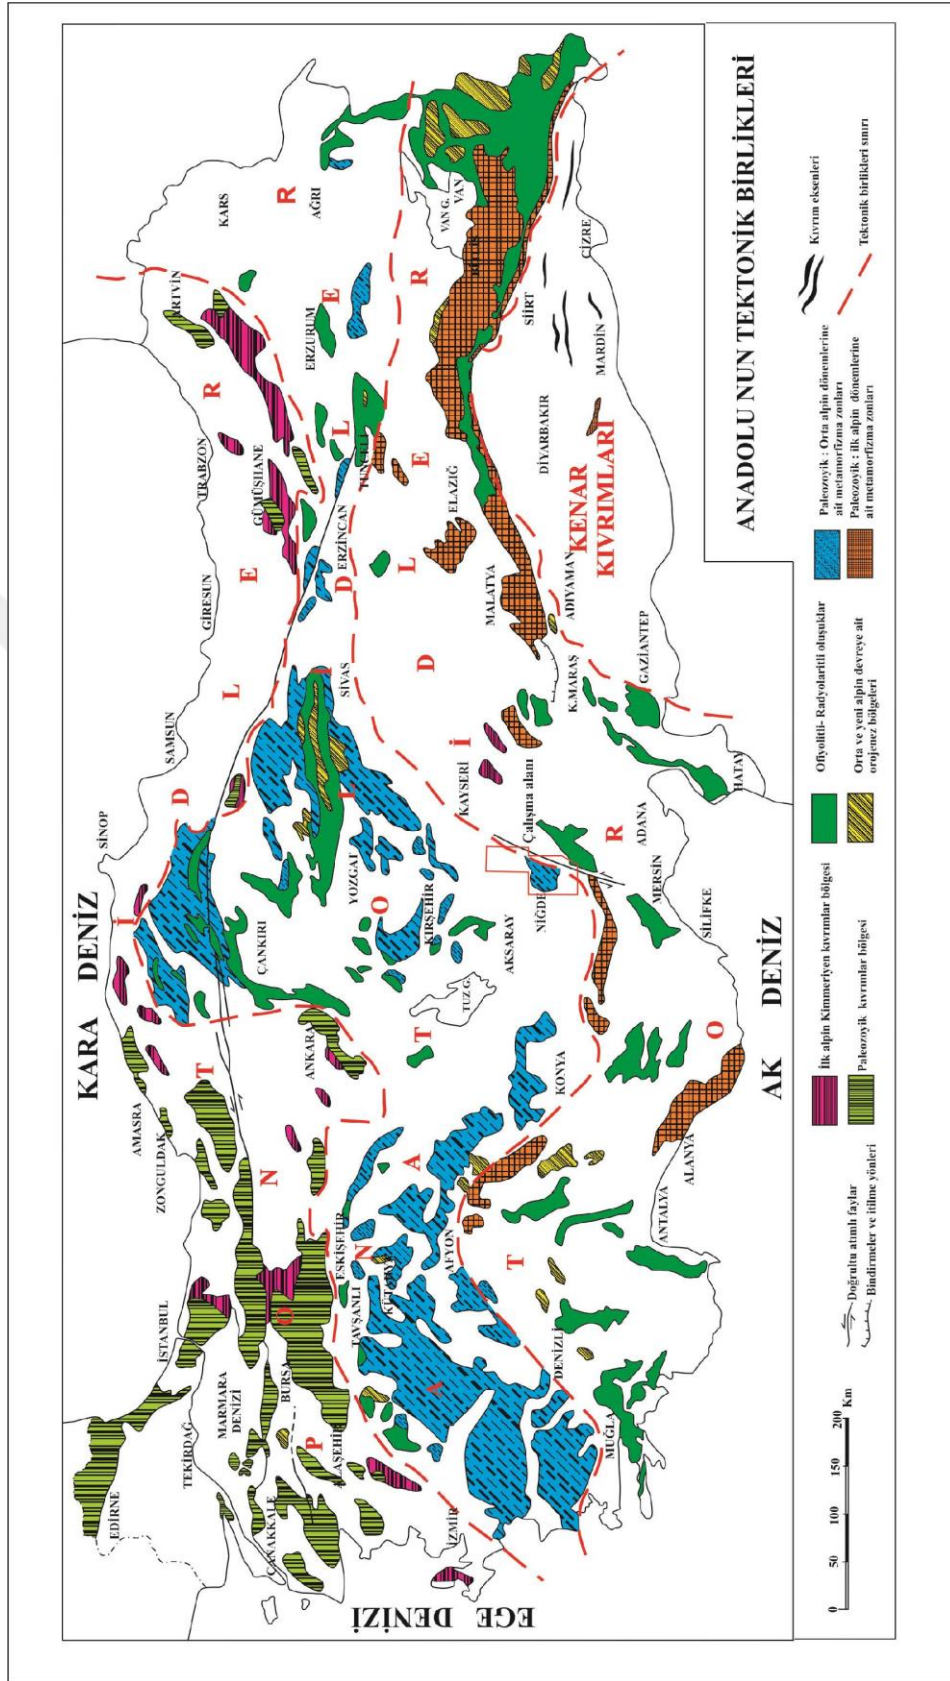 ANADOLU NUN TEKTONİK BİRLİKLERİ
KARA DENİZ
EGE DENİZİ
AK DENİZ
P O N T İ D L E R
A N A T O L İ D L E R
T O R İ D L E R
KENAR
KIVRIMLARI
EDİRNE
TEKİRDAĞ
İSTANBUL
MARMARA
DENİZİ
BURSA
ÇANAKKALE
ALAŞEHİR
İZMİR
ZONGULDAK
AMASRA
SİNOP
SAMSUN
GİRESUN
TRABZON
GÜMÜŞHANE
ARTVİN
KARS
AĞRI
ERZURUM
ERZİNCAN
TUNCELİ
SİVAS
YOZGAT
ÇANKIRI
ANKARA
ESKİŞEHİR
TAVŞANLI
KÜTAHYA
AFYON
KIRŞEHİR
TUZ G.
AKSARAY
NİĞDE
Çalışma alanı
KAYSERİ
KONYA
DENİZLİ
MUĞLA
ANTALYA
ALANYA
SİLİFKE
MERSİN
ADANA
HATAY
GAZİANTEP
K.MARAŞ
ADIYAMAN
MALATYA
ELAZIĞ
DİYARBAKIR
MARDİN
SİİRT
CİZRE
VAN G.
VAN
0 50 100 150 200
Km
Doğrultu atımlı faylar
Bindirmeler ve itilme yönleri
İlk alpin Kimmeriyen kıvrımlar bölgesi
Paleozoyik kıvrımlar bölgesi
Ofiyolitli- Radyolaritli oluşuklar
Orta ve yeni alpin devreye ait
orojenez bölgeleri
Paleozoyik : Orta alpin dönemlerine
ait metamorfizma zonları
Paleozoyik : ilk alpin dönemlerine
ait metamorfizma zonları
Kıvrım eksenleri
Tektonik birlikleri sınırı